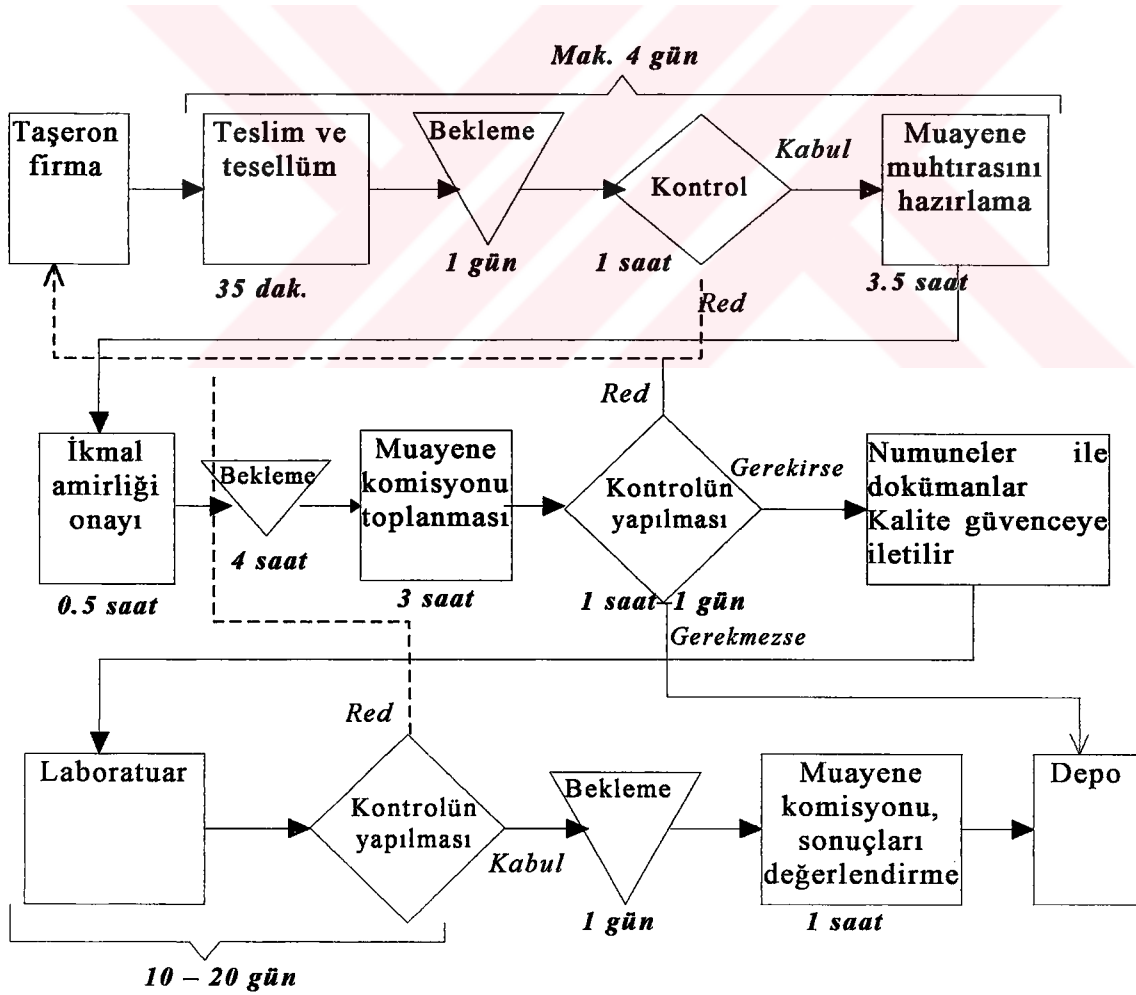 Mak. 4 gün
Taşeron
firma
Teslim ve
tesellüm
35 dak.
Bekleme
1 gün
Kontrol
1 saat
Kabul
Red
Muayene
muhtırasını
hazırlama
3.5 saat
İkmal
amirliği
onayı
0.5 saat
Bekleme
4 saat
Muayene
komisyonu
toplanması
3 saat
Red
Kontrolün
yapılması
1 saat-1 gün
Gerekirse
Gerekmezse
Numuneler ile
dokümanlar
Kalite güvenceye
iletilir
Laboratuar
Red
Kontrolün
yapılması
Kabul
10 – 20 gün
Bekleme
1 gün
Muayene
komisyonu,
sonuçları
değerlendirme
1 saat
Depo